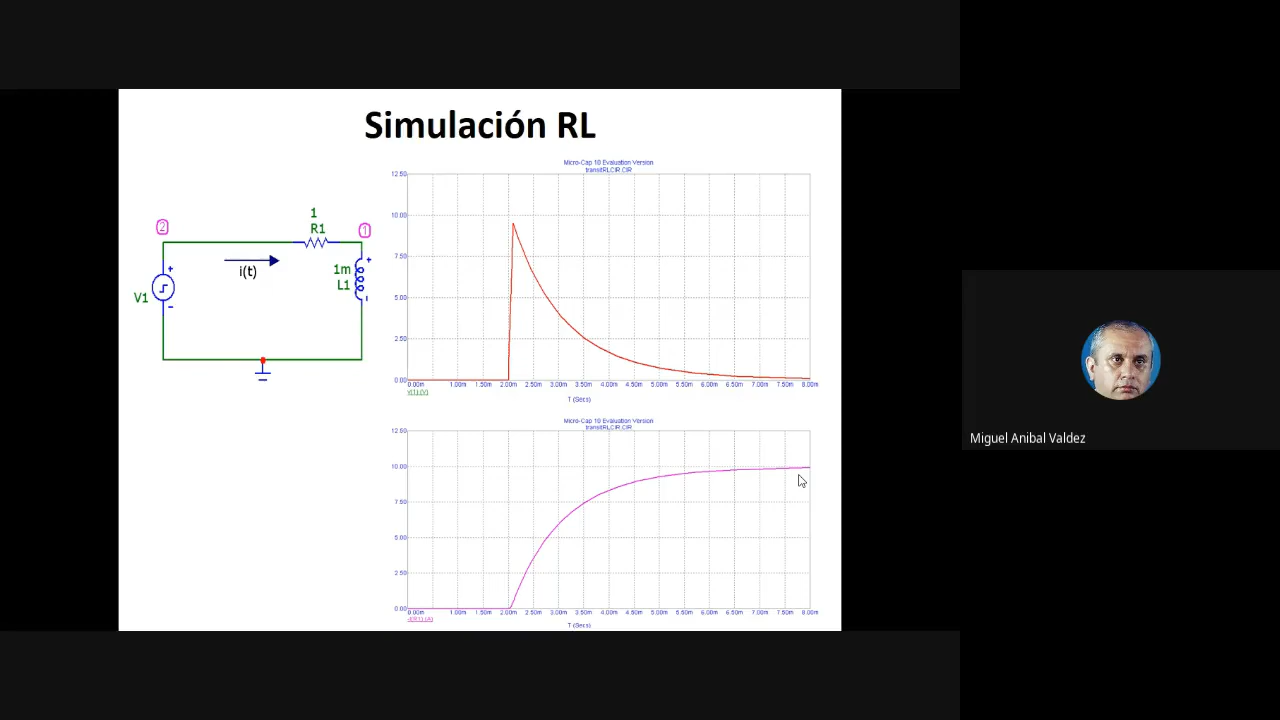 Simulación RL
Micro-Cap 10 Evaluation Version
transitRLCIR.CIR
12.50
10.00
7.50
5.00
2.50
0.00
0.00m 1.00m 1.50m 2.00m 2.50m 3.00m 3.50m 4.00m 4.50m 5.00m 5.50m 6.00m 6.50m 7.00m 7.50m 8.00m
v(1) (V)
T (Secs)
2
1
R1
1
+
i(t)
1m
L1
-
+
V1
-
Micro-Cap 10 Evaluation Version
transitRLCIR.CIR
12.50
10.00
7.50
5.00
2.50
0.00
0.00m 1.00m 1.50m 2.00m 2.50m 3.00m 3.50m 4.00m 4.50m 5.00m 5.50m 6.00m 6.50m 7.00m 7.50m 8.00m
T (Secs)
Miguel Anibal Valdez